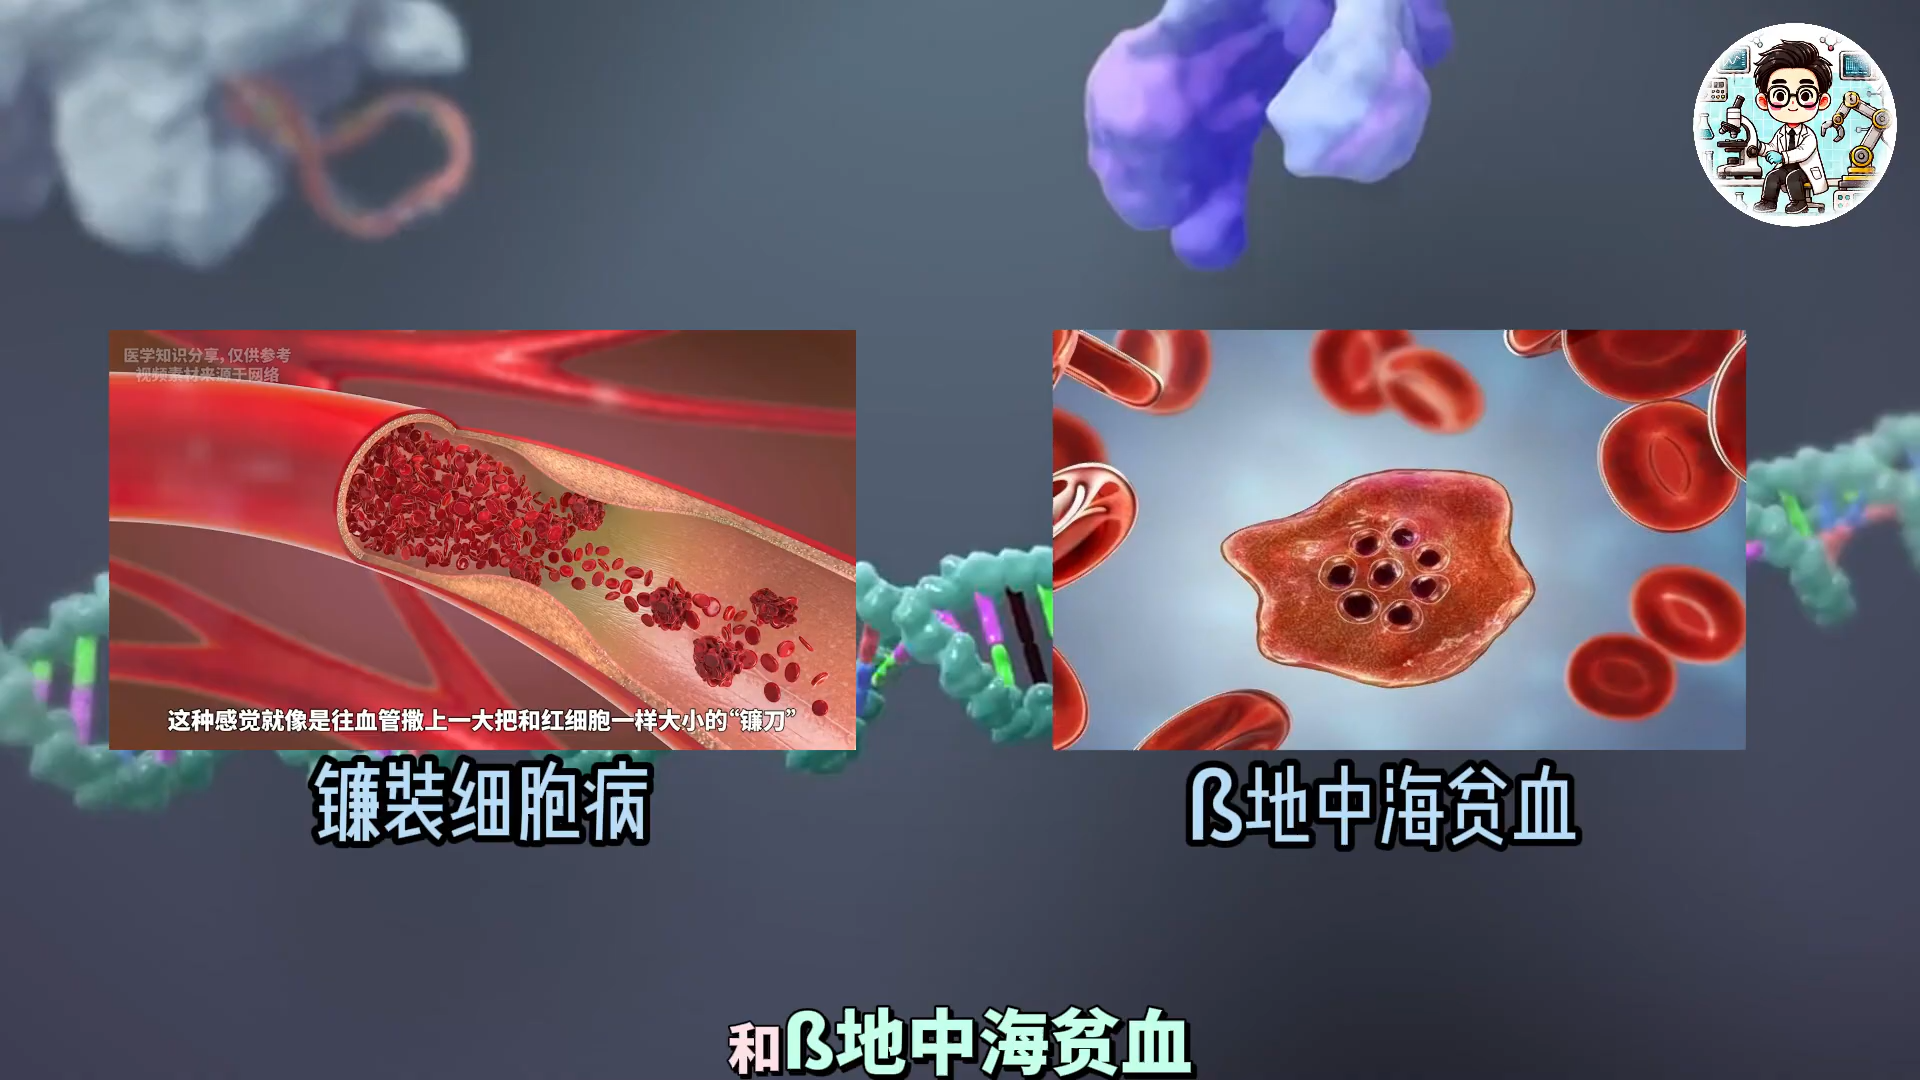 医学知识分享，仅供参考
视频素材来源于网络
这种感觉就像是往血管撒上一大把和红细胞一样大小的“镰刀”
镰装细胞病
β地中海贫血
和β地中海贫血